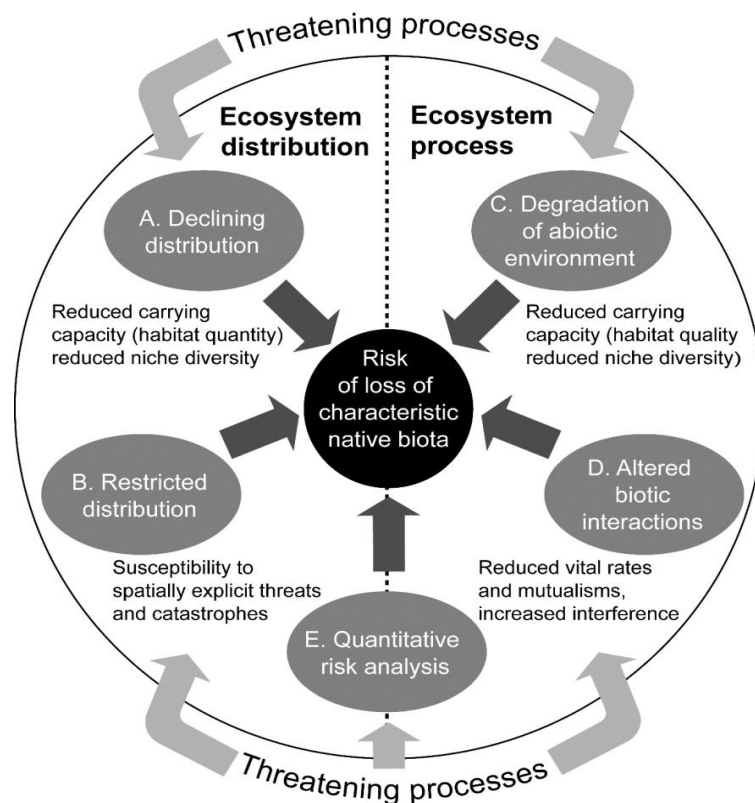 Threatening processes
Ecosystem
distribution
Ecosystem
process
A. Declining
distribution
C. Degradation
of abiotic
environment
Reduced carrying
capacity (habitat quantity)
reduced niche diversity
Reduced carrying
capacity (habitat quality
reduced niche diversity)
Risk
of loss of
characteristic
native biota
B. Restricted
distribution
D. Altered
biotic
interactions
Susceptibility to
spatially explicit threats
and catastrophes
Reduced vital rates
and mutualisms,
increased interference
E. Quantitative
risk analysis
Threatening processes